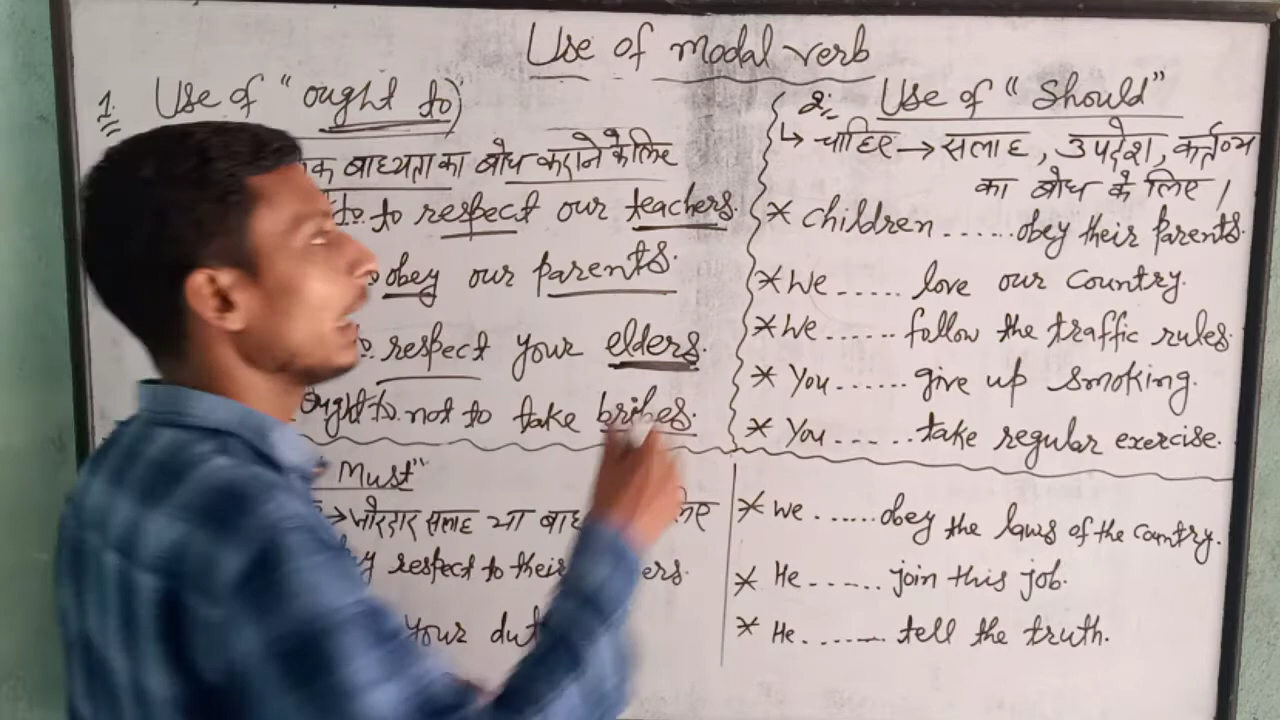 Use of modal verb
1. Use of "ought to)
बाध्यता का बोध कराने के लिए
to respect our teachers.
obey our parents.
respect your elders.
ought to not to take bribes.
2. Use of "Should"
↳ चाहिए → सलाह, उपदेश, कर्तव्य
का बोध के लिए।
* Children ...... obey their parents.
* We ..... love our country.
* We ...... follow the traffic rules.
* You ...... give up smoking.
* You ..... take regular exercise.
"Must"
→ जोरदार सलाह या
respect to their
your
* We ...... obey the laws of the country.
* He ...... join this job.
* He ....... tell the truth.